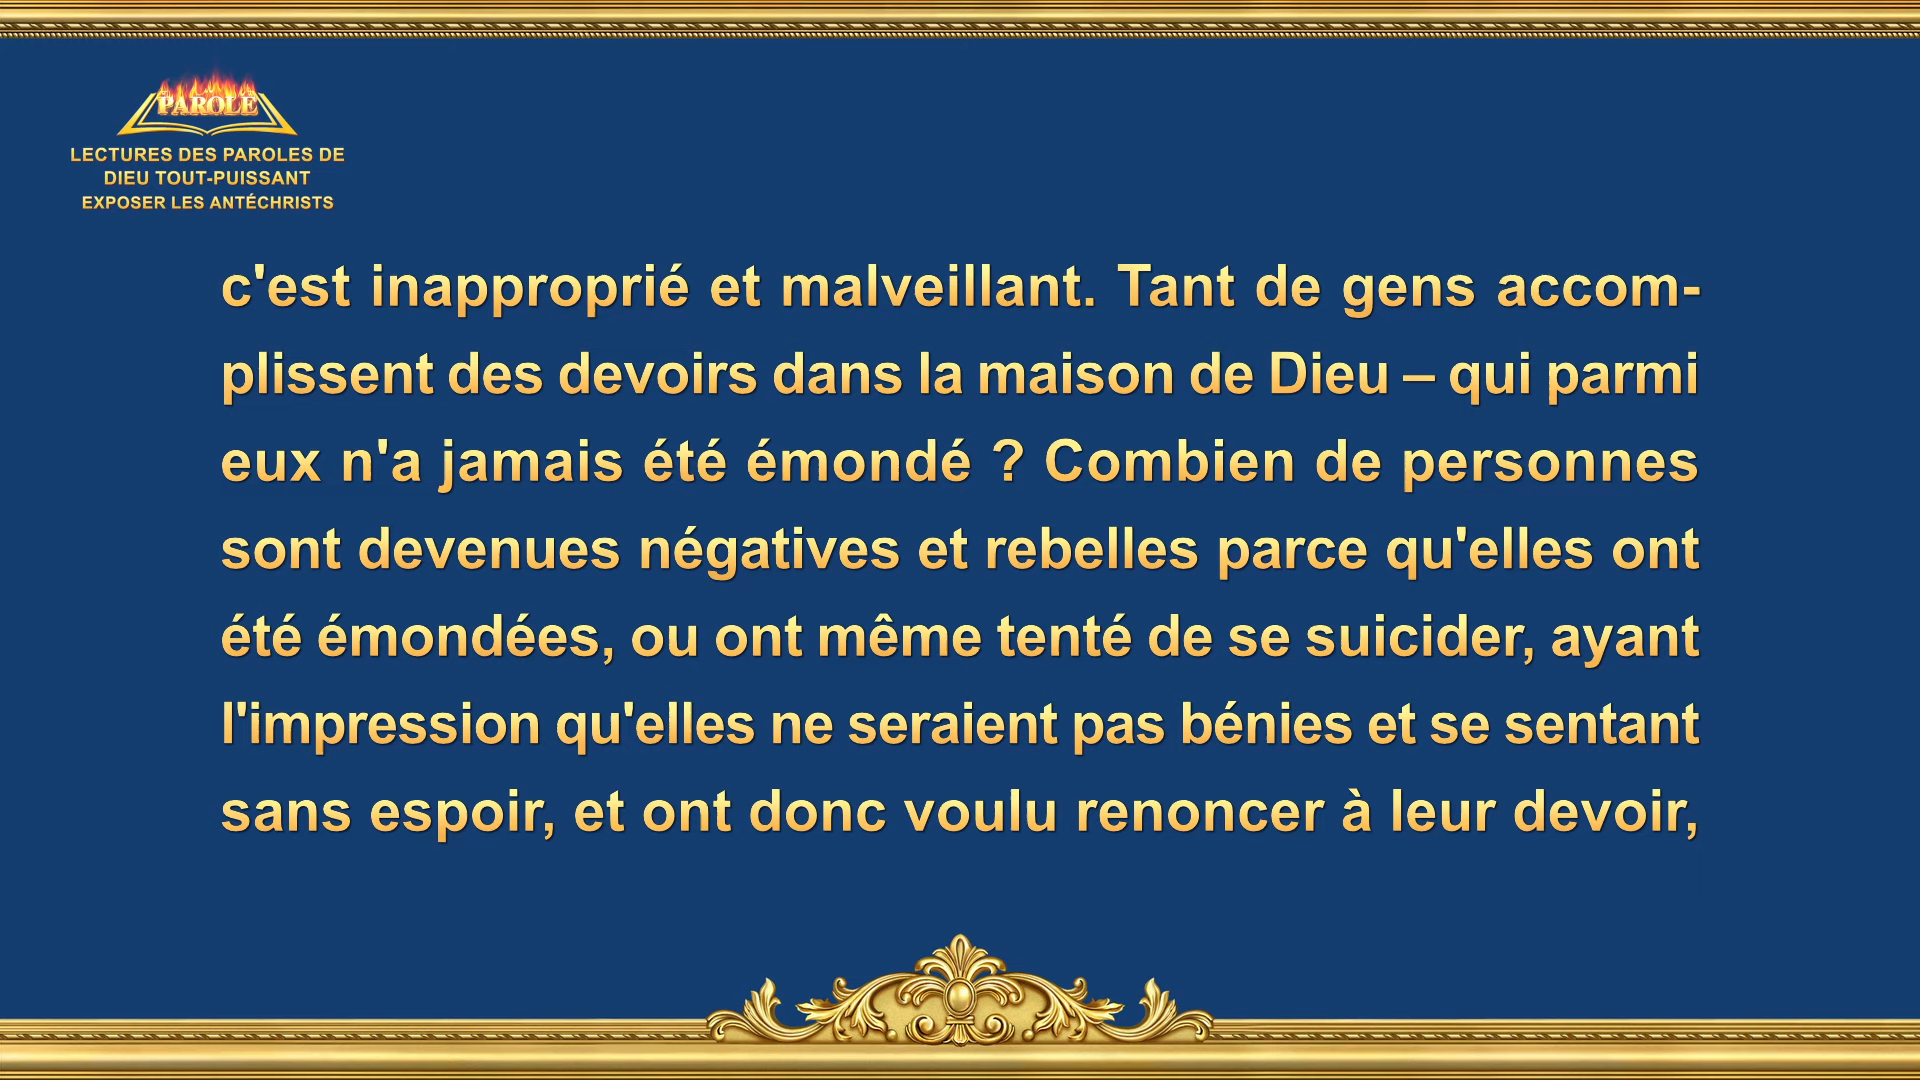 PAROLE
LECTURES DES PAROLES DE
DIEU TOUT-PUISSANT
EXPOSER LES ANTÉCHRISTS
c'est inapproprié et malveillant. Tant de gens accom-
plissent des devoirs dans la maison de Dieu – qui parmi
eux n'a jamais été émondé ? Combien de personnes
sont devenues négatives et rebelles parce qu'elles ont
été émondées, ou ont même tenté de se suicider, ayant
l'impression qu'elles ne seraient pas bénies et se sentant
sans espoir, et ont donc voulu renoncer à leur devoir,